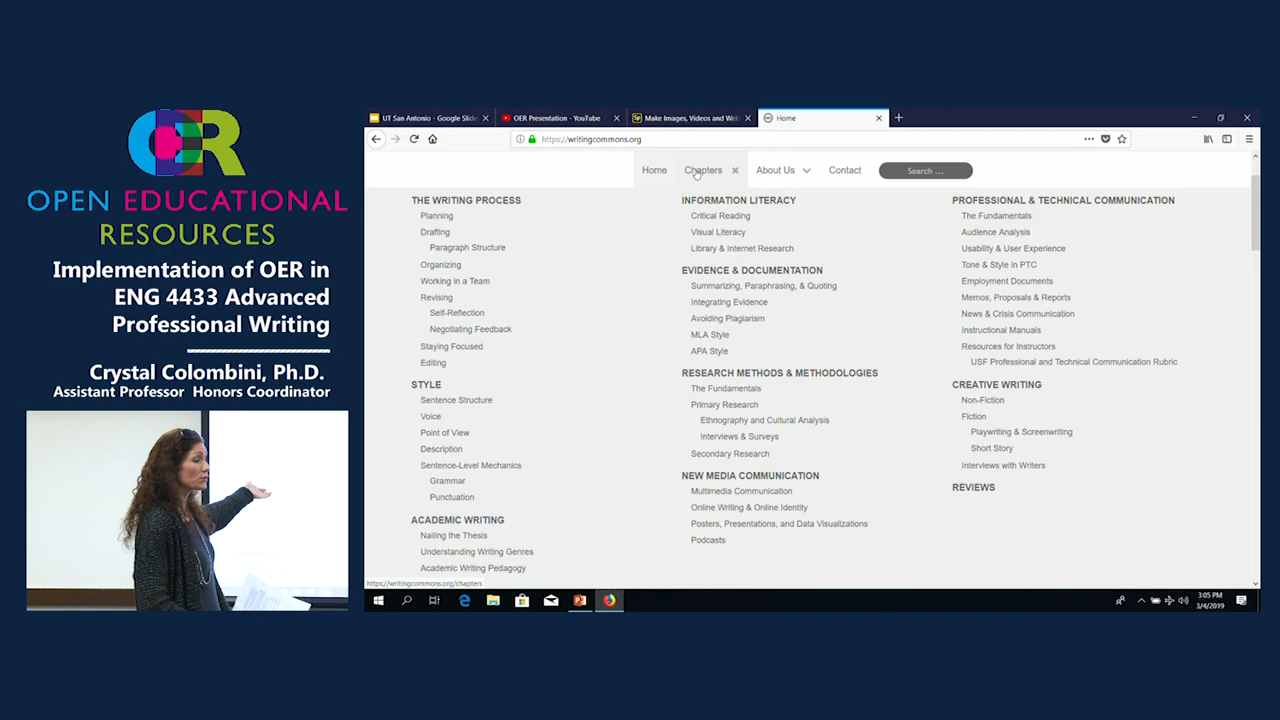 OER
OPEN EDUCATIONAL
RESOURCES
Implementation of OER in
ENG 4433 Advanced
Professional Writing
Crystal Colombini, Ph.D.
Assistant Professor Honors Coordinator
UT San Antonio - Google Slide
OER Presentation - YouTube
Make Images, Videos and Web
Home
https://writingcommons.org
Home
Chapters
About Us
Contact
Search ...
THE WRITING PROCESS
Planning
Drafting
Paragraph Structure
Organizing
Working in a Team
Revising
Self-Reflection
Negotiating Feedback
Staying Focused
Editing
STYLE
Sentence Structure
Voice
Point of View
Description
Sentence-Level Mechanics
Grammar
Punctuation
ACADEMIC WRITING
Nailing the Thesis
Understanding Writing Genres
Academic Writing Pedagogy
INFORMATION LITERACY
Critical Reading
Visual Literacy
Library & Internet Research
EVIDENCE & DOCUMENTATION
Summarizing, Paraphrasing, & Quoting
Integrating Evidence
Avoiding Plagiarism
MLA Style
APA Style
RESEARCH METHODS & METHODOLOGIES
The Fundamentals
Primary Research
Ethnography and Cultural Analysis
Interviews & Surveys
Secondary Research
NEW MEDIA COMMUNICATION
Multimedia Communication
Online Writing & Online Identity
Posters, Presentations, and Data Visualizations
Podcasts
PROFESSIONAL & TECHNICAL COMMUNICATION
The Fundamentals
Audience Analysis
Usability & User Experience
Tone & Style in PTC
Employment Documents
Memos, Proposals & Reports
News & Crisis Communication
Instructional Manuals
Resources for Instructors
USF Professional and Technical Communication Rubric
CREATIVE WRITING
Non-Fiction
Fiction
Playwriting & Screenwriting
Short Story
Interviews with Writers
REVIEWS
https://writingcommons.org/chapters
3:05 PM
3/4/2019